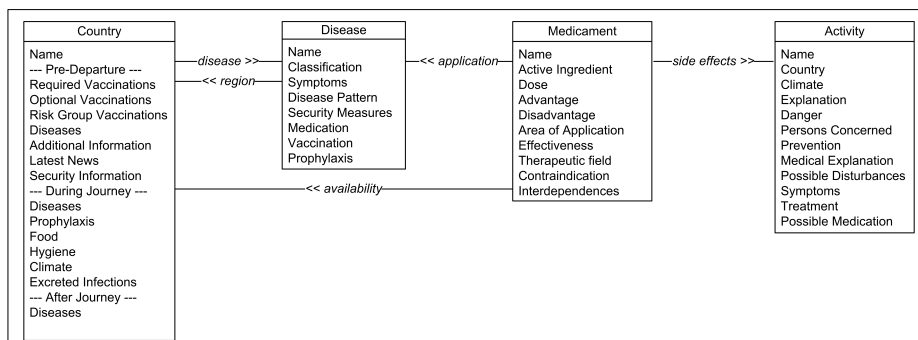 Country
Name
--- Pre-Departure ---
Required Vaccinations
Optional Vaccinations
Risk Group Vaccinations
Diseases
Additional Information
Latest News
Security Information
--- During Journey ---
Diseases
Prophylaxis
Food
Hygiene
Climate
Excreted Infections
--- After Journey ---
Diseases
disease >>
<< region
<< availability
Disease
Name
Classification
Symptoms
Disease Pattern
Security Measures
Medication
Vaccination
Prophylaxis
<< application
Medicament
Name
Active Ingredient
Dose
Advantage
Disadvantage
Area of Application
Effectiveness
Therapeutic field
Contraindication
Interdependences
side effects >>
Activity
Name
Country
Climate
Explanation
Danger
Persons Concerned
Prevention
Medical Explanation
Possible Disturbances
Symptoms
Treatment
Possible Medication